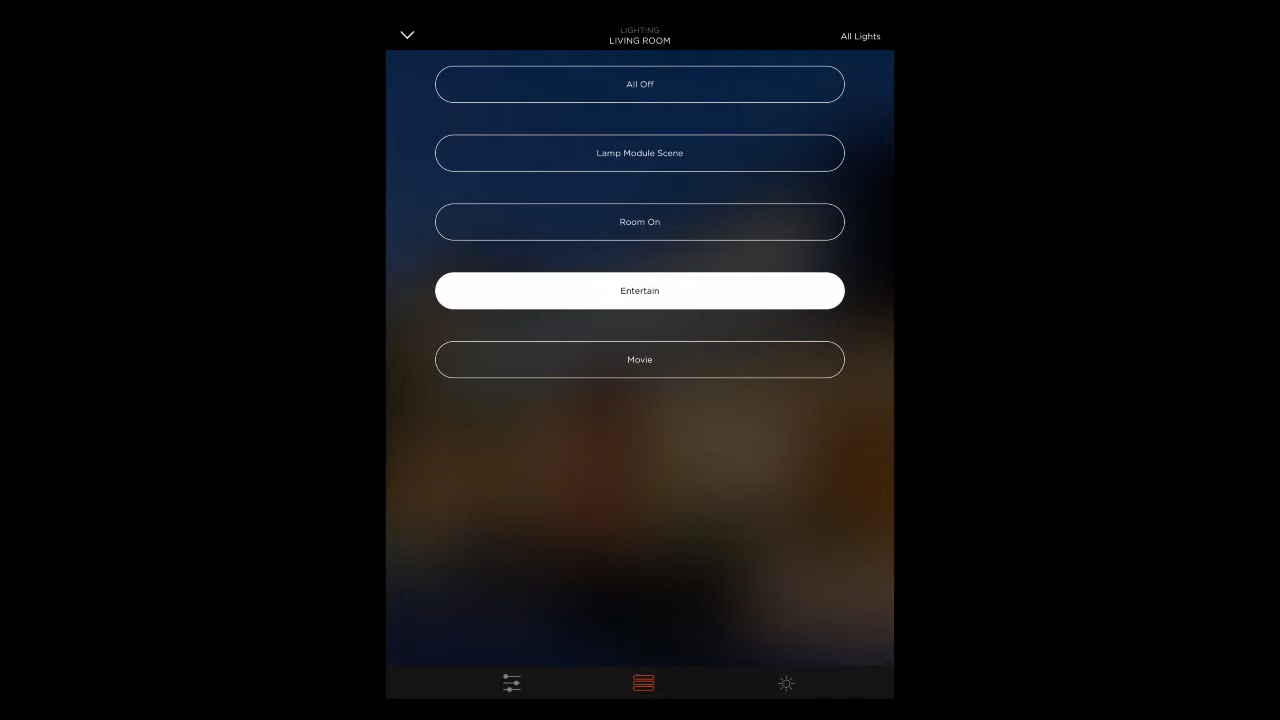 LIGHTING
LIVING ROOM
All Lights
All Off
Lamp Module Scene
Room On
Entertain
Movie